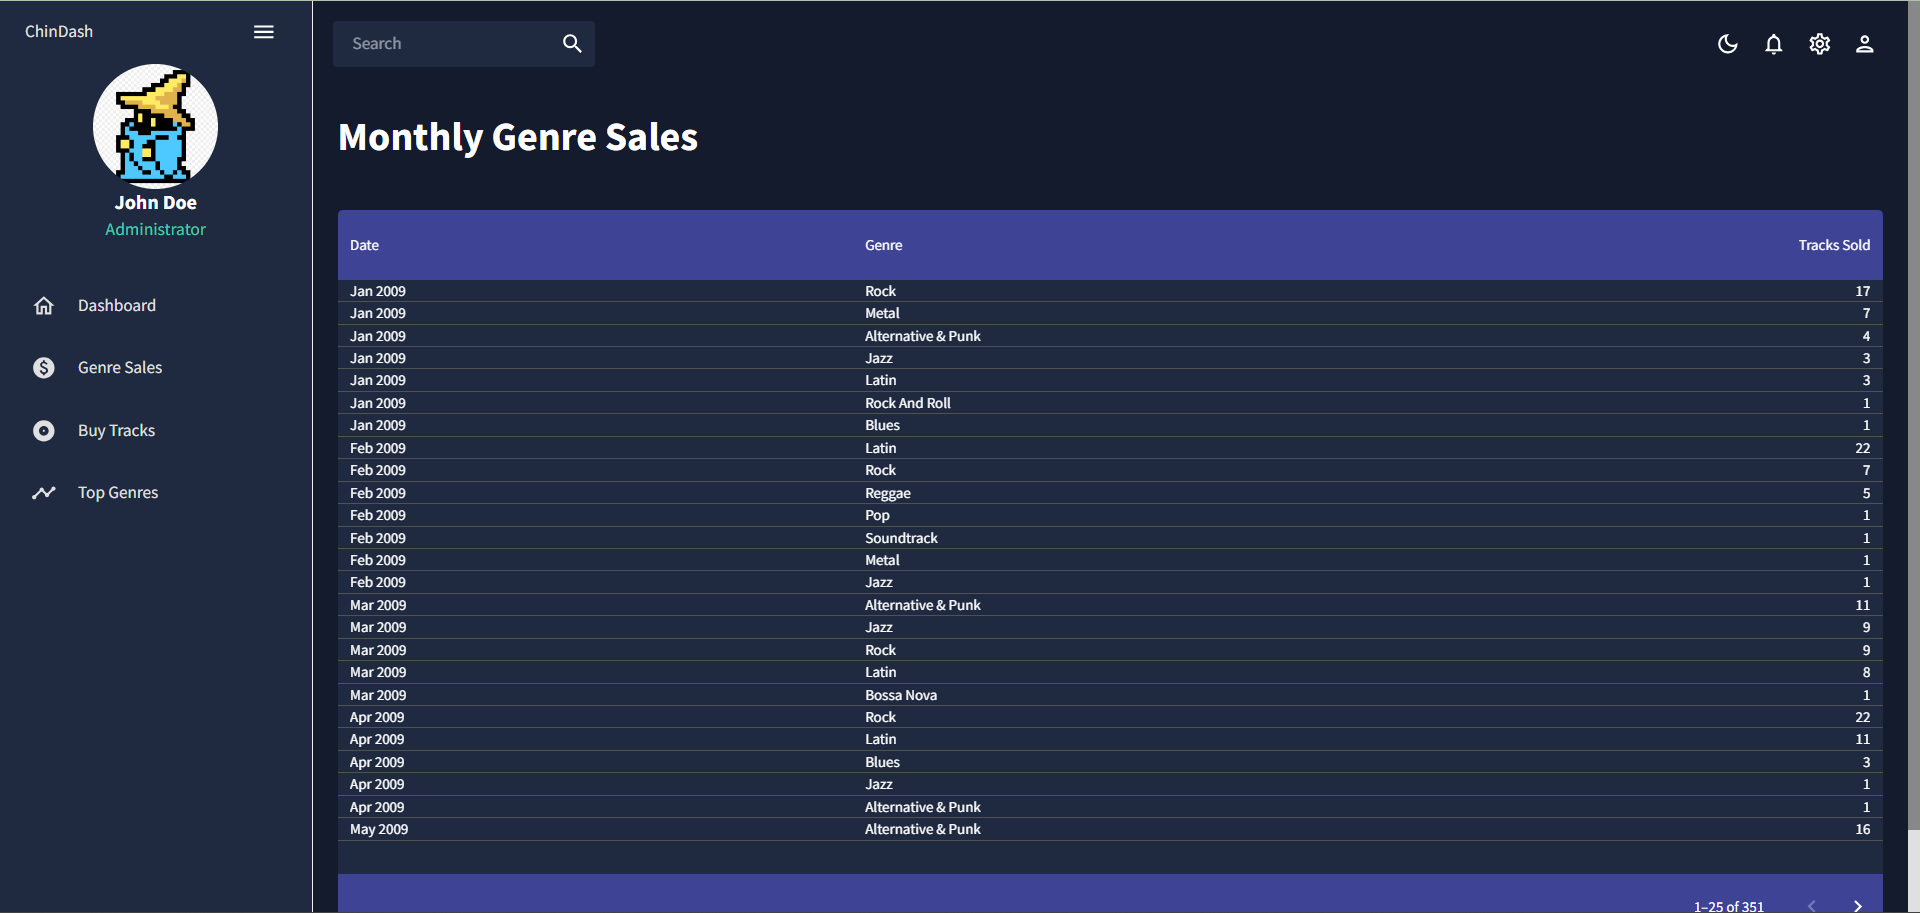 ChinDash
John Doe
Administrator
Dashboard
Genre Sales
Buy Tracks
Top Genres
Search
Monthly Genre Sales
Date Genre Tracks Sold
Jan 2009 Rock 17
Jan 2009 Metal 7
Jan 2009 Alternative & Punk 4
Jan 2009 Jazz 3
Jan 2009 Latin 3
Jan 2009 Rock And Roll 1
Jan 2009 Blues 1
Feb 2009 Latin 22
Feb 2009 Rock 7
Feb 2009 Reggae 5
Feb 2009 Pop 1
Feb 2009 Soundtrack 1
Feb 2009 Metal 1
Feb 2009 Jazz 1
Mar 2009 Alternative & Punk 11
Mar 2009 Jazz 9
Mar 2009 Rock 9
Mar 2009 Latin 8
Mar 2009 Bossa Nova 1
Apr 2009 Rock 22
Apr 2009 Latin 11
Apr 2009 Blues 3
Apr 2009 Jazz 1
Apr 2009 Alternative & Punk 1
May 2009 Alternative & Punk 16
1–25 of 351